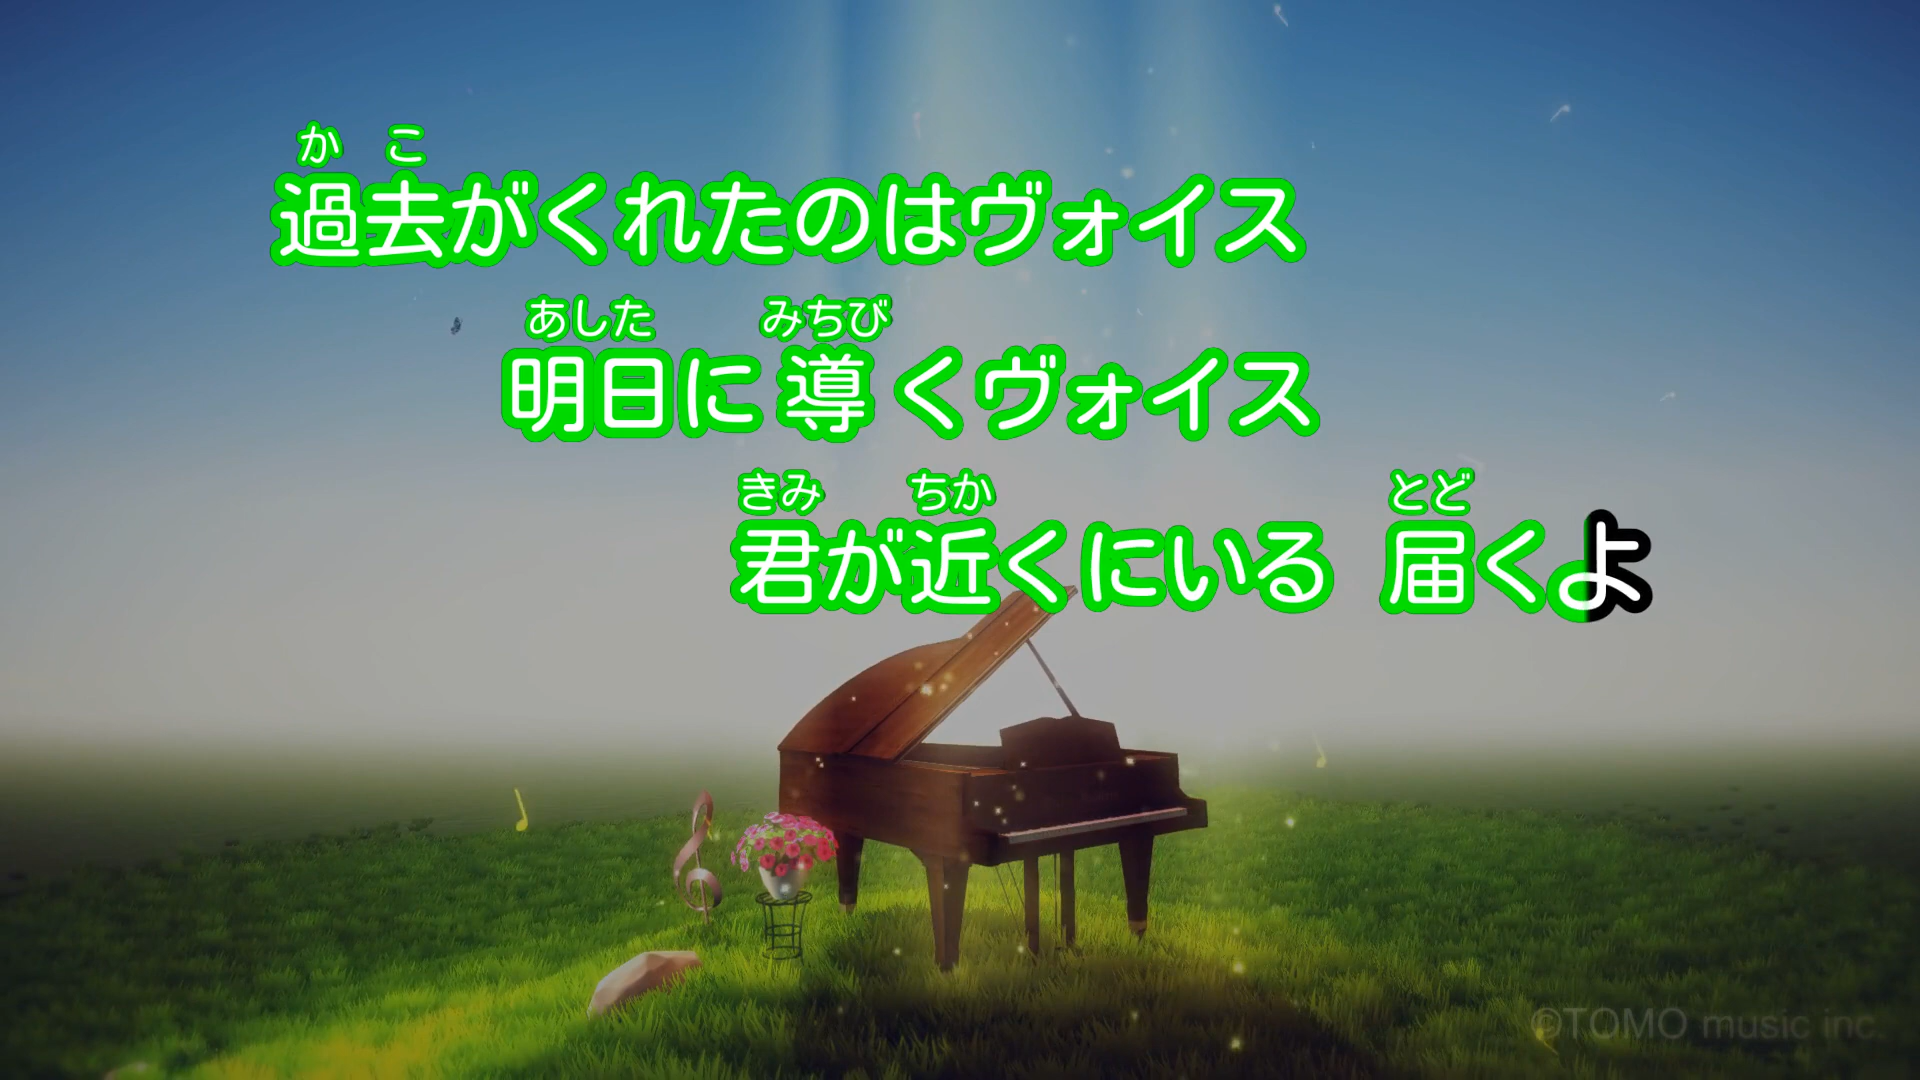 かこ
過去がくれたのはヴォイス
あした みちび
明日に導くヴォイス
きみ ちか とど
君が近くにいる 届くよ
©TOMO music inc.